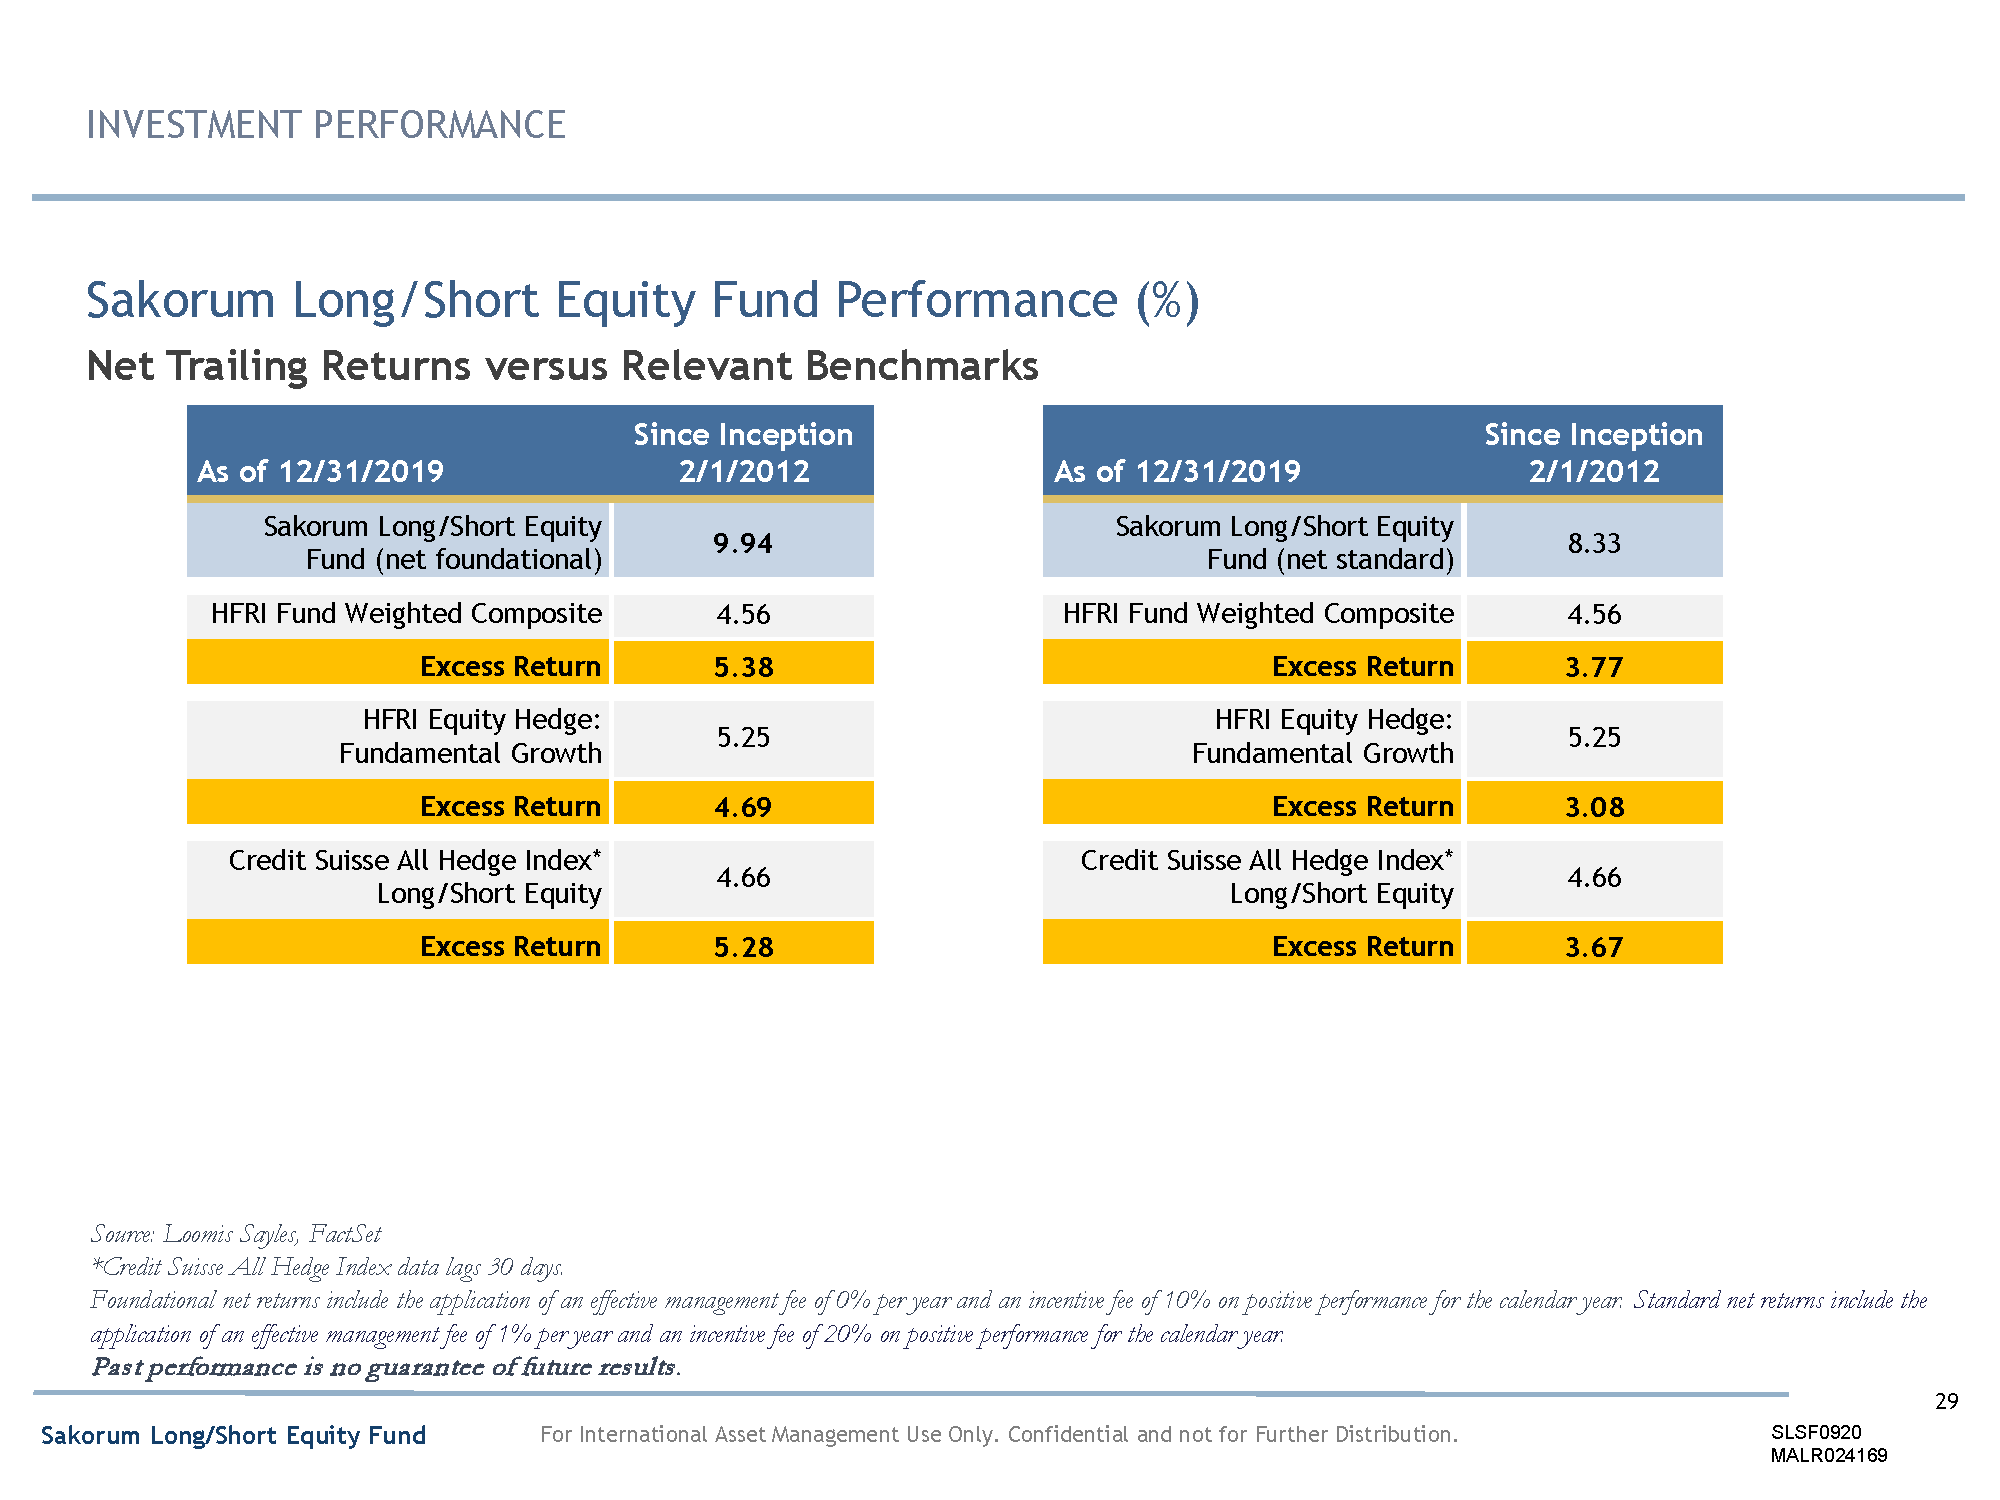 INVESTMENT PERFORMANCE
Sakorum Long/Short Equity Fund Performance (%)
Net Trailing Returns versus Relevant Benchmarks
Since Inception
As of 12/31/2019 2/1/2012
Sakorum Long/Short Equity
Fund (net foundational) 9.94
HFRI Fund Weighted Composite 4.56
Excess Return 5.38
HFRI Equity Hedge:
Fundamental Growth 5.25
Excess Return 4.69
Credit Suisse All Hedge Index*
Long/Short Equity 4.66
Excess Return 5.28
Since Inception
As of 12/31/2019 2/1/2012
Sakorum Long/Short Equity
Fund (net standard) 8.33
HFRI Fund Weighted Composite 4.56
Excess Return 3.77
HFRI Equity Hedge:
Fundamental Growth 5.25
Excess Return 3.08
Credit Suisse All Hedge Index*
Long/Short Equity 4.66
Excess Return 3.67
Source: Loomis Sayles, FactSet
*Credit Suisse All Hedge Index data lags 30 days.
Foundational net returns include the application of an effective management fee of 0% per year and an incentive fee of 10% on positive performance for the calendar year. Standard net returns include the
application of an effective management fee of 1% per year and an incentive fee of 20% on positive performance for the calendar year.
Past performance is no guarantee of future results.
29
Sakorum Long/Short Equity Fund For International Asset Management Use Only. Confidential and not for Further Distribution. SLSF0920
MALR024169